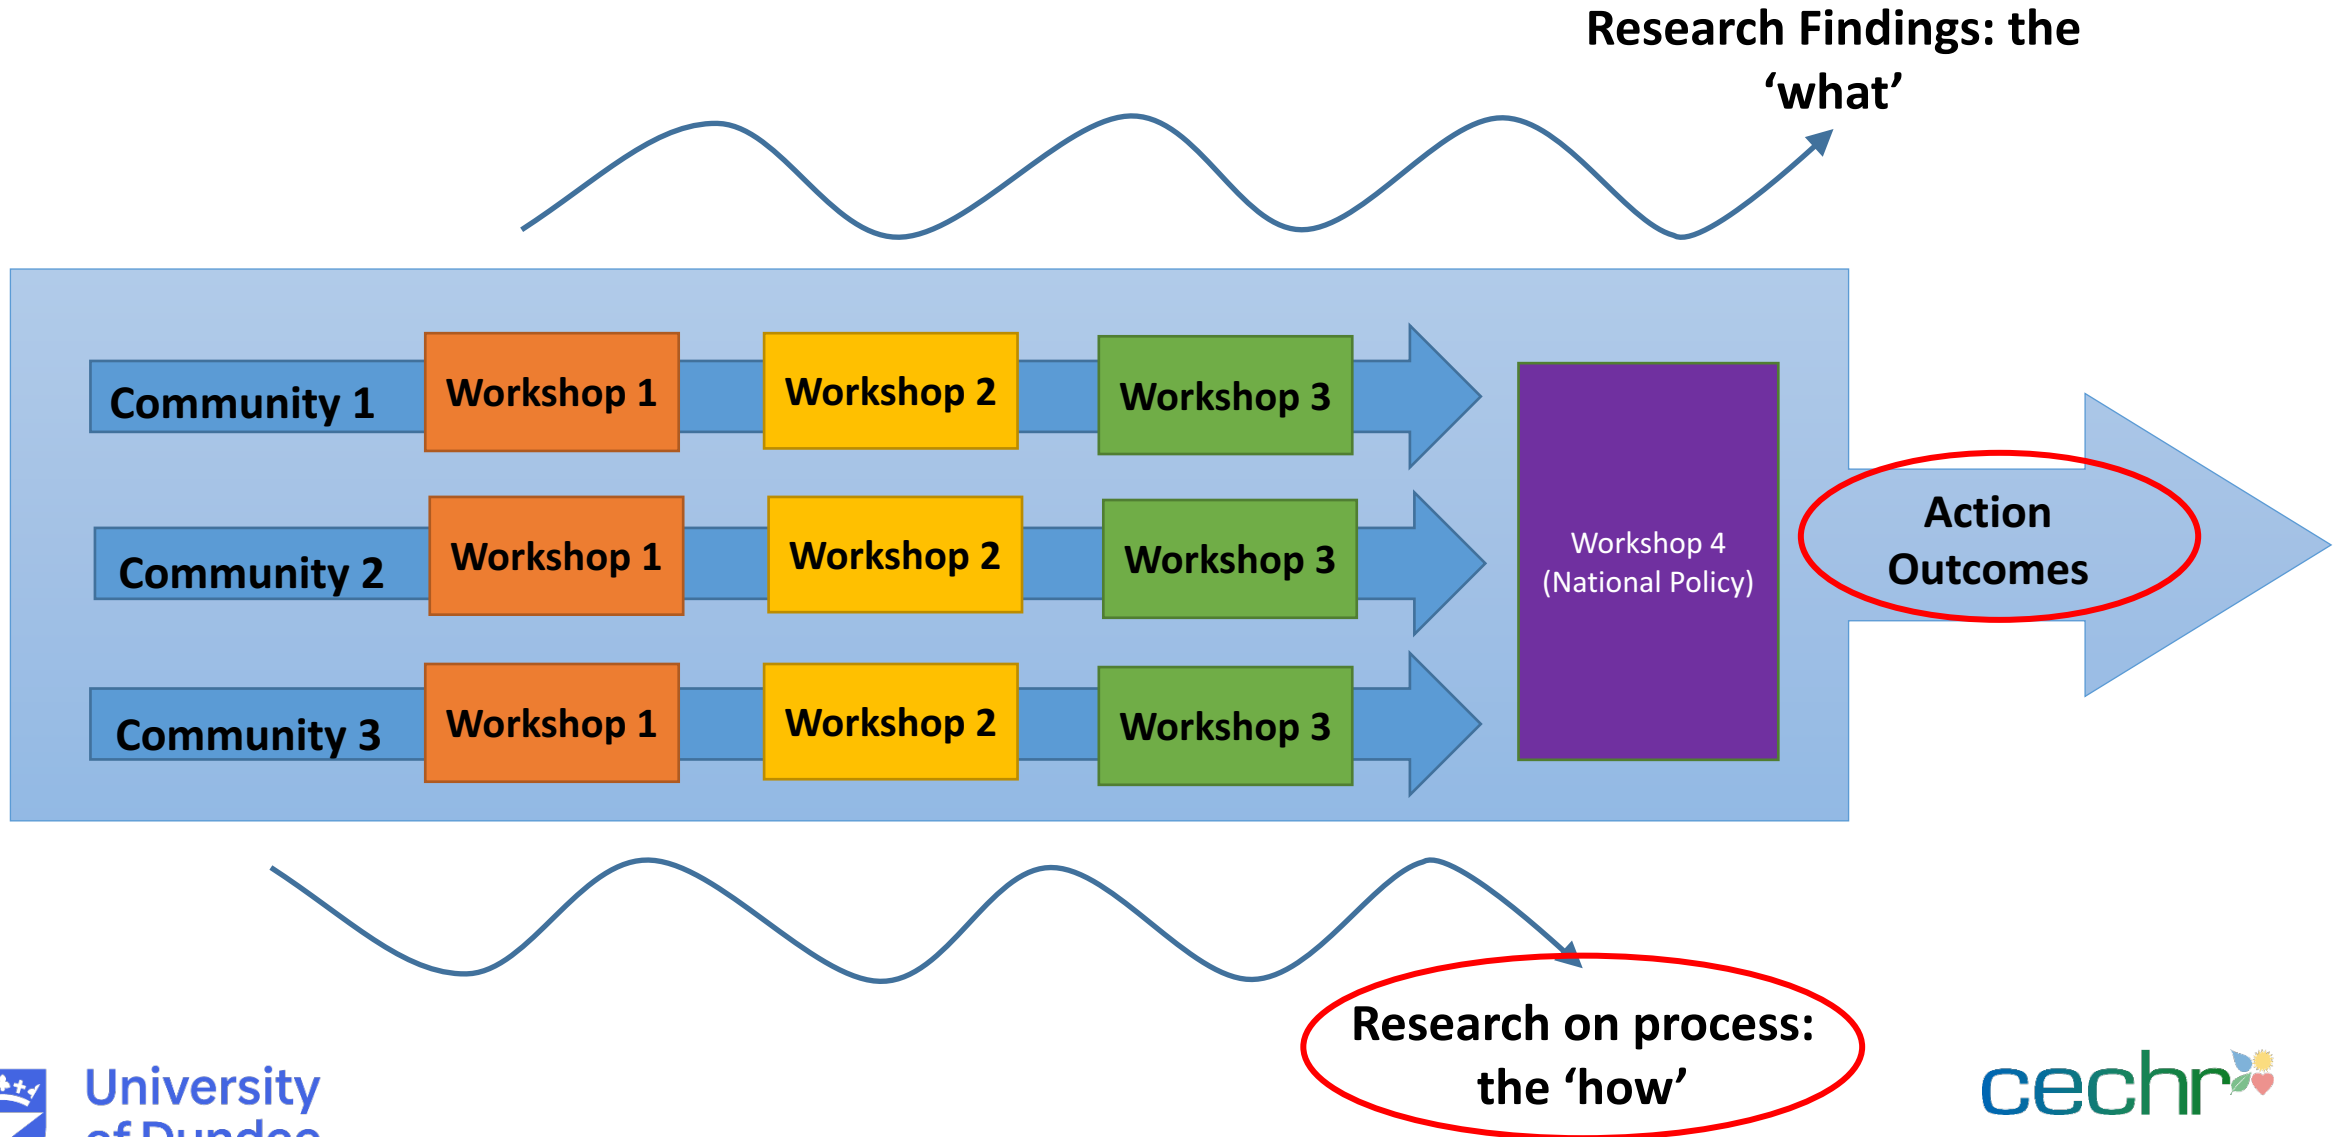 Research Findings: the
‘what’
Community 1
Workshop 1
Workshop 2
Workshop 3
Community 2
Workshop 1
Workshop 2
Workshop 3
Community 3
Workshop 1
Workshop 2
Workshop 3
Workshop 4
(National Policy)
Action
Outcomes
Research on process:
the ‘how’
University
of Dundee
cechr